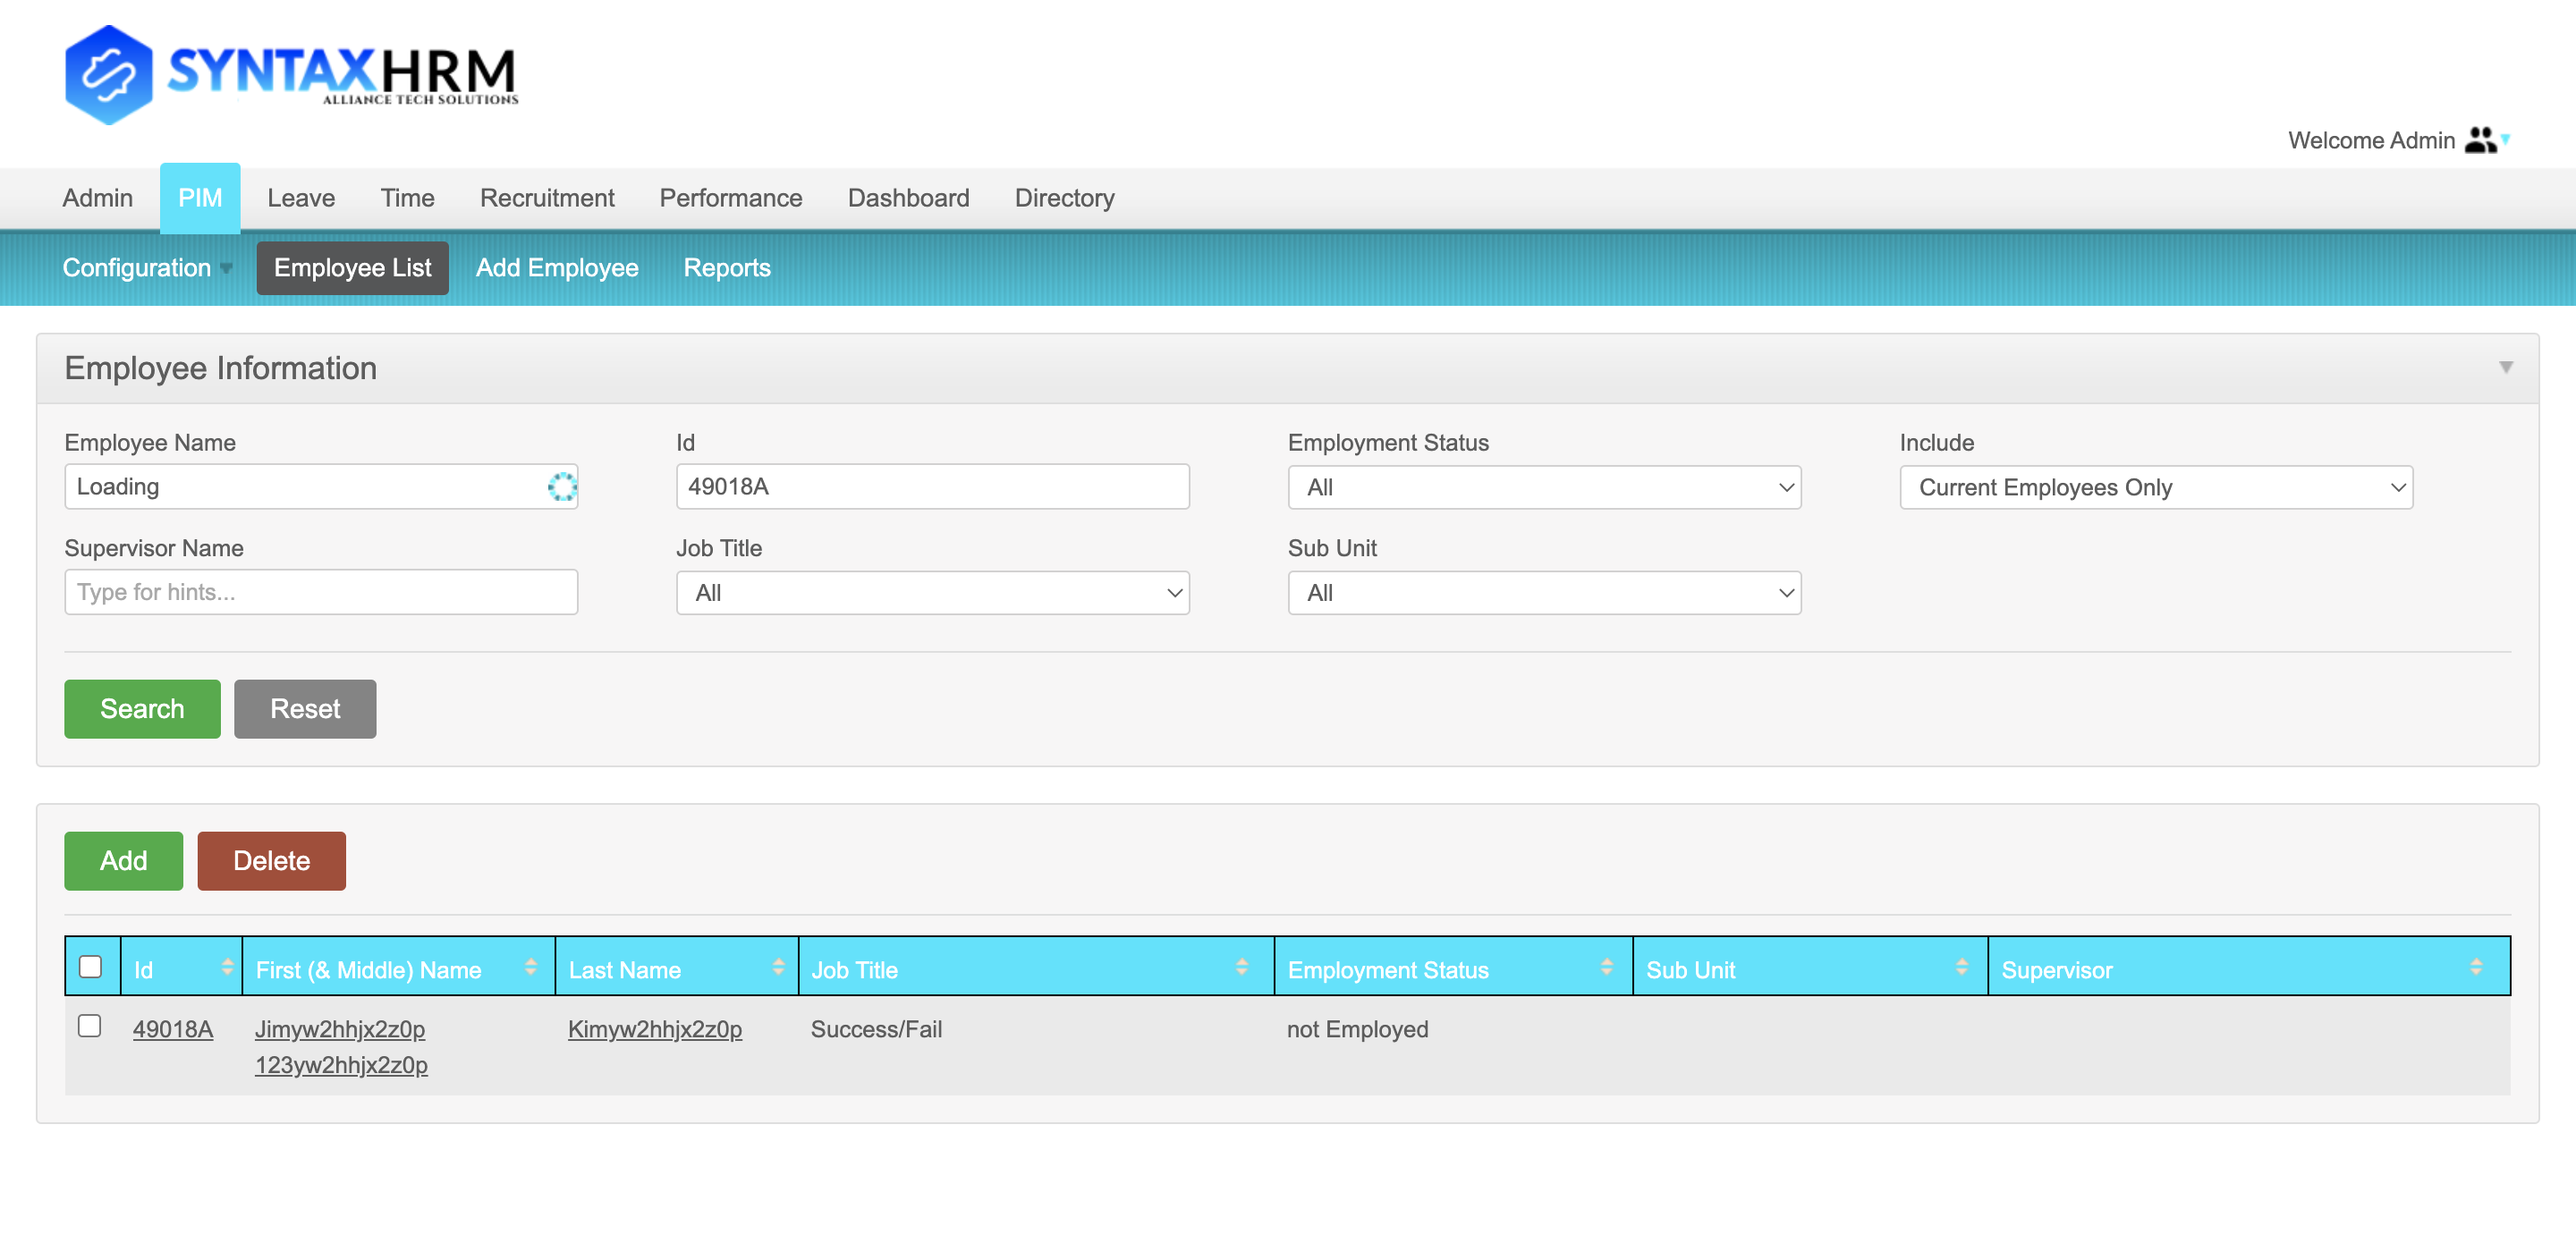 SYNTAXHRM
ALLIANCE TECH SOLUTIONS
Welcome Admin
Admin PIM Leave Time Recruitment Performance Dashboard Directory
Configuration Employee List Add Employee Reports
Employee Information
Employee Name Id Employment Status Include
Loading 49018A All Current Employees Only
Supervisor Name Job Title Sub Unit
Type for hints... All All
Search Reset
Add Delete
Id First (& Middle) Name Last Name Job Title Employment Status Sub Unit Supervisor
49018A Jimyw2hhjx2z0p Kimyw2hhjx2z0p Success/Fail not Employed
123yw2hhjx2z0p